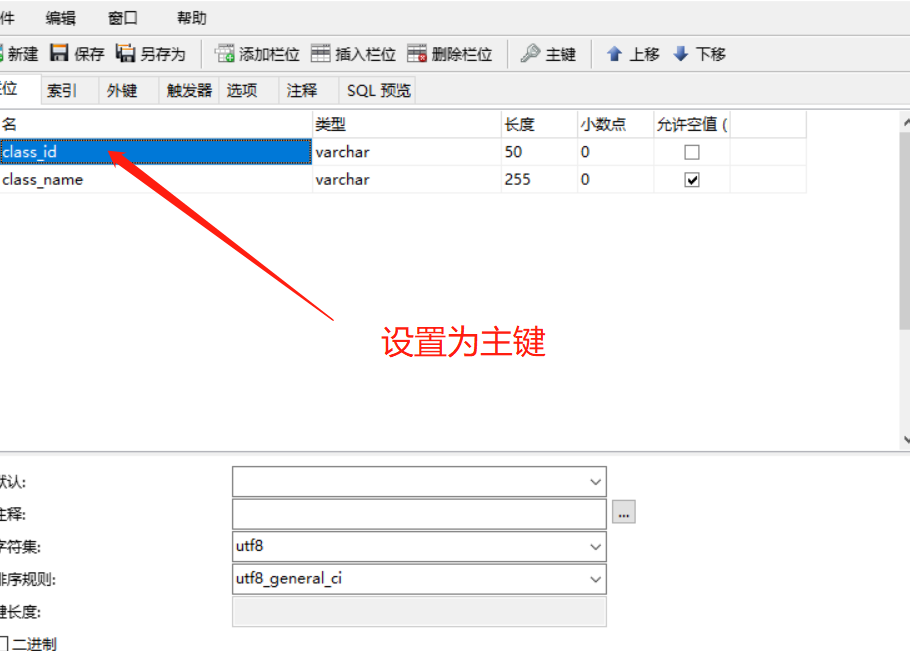 件 编辑 窗口 帮助
新建 保存 另存为 添加栏位 插入栏位 删除栏位 主键 上移 下移
位 索引 外键 触发器 选项 注释 SQL 预览
名 类型 长度 小数点 允许空值 (
class_id varchar 50 0
class_name varchar 255 0
设置为主键
默认:
注释:
...
字符集: utf8
排序规则: utf8_general_ci
键长度:
二进制